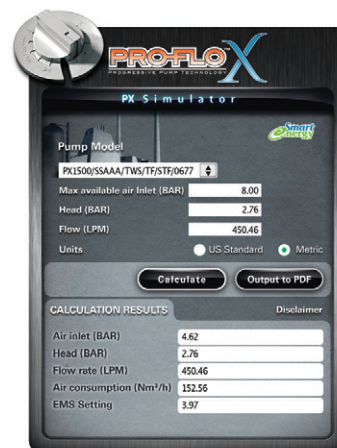 PRO-FLO X
PROGRESSIVE PUMP TECHNOLOGY
PX Simulator
Smart energy
Pump Model
PX1500/SSAAA/TWS/TF/STF/0677
Max available air Inlet (BAR) 8.00
Head (BAR) 2.76
Flow (LPM) 450.46
Units US Standard Metric
Calculate Output to PDF
CALCULATION RESULTS Disclaimer
Air inlet (BAR) 4.62
Head (BAR) 2.76
Flow rate (LPM) 450.46
Air consumption (Nm³/h) 152.56
EMS Setting 3.97